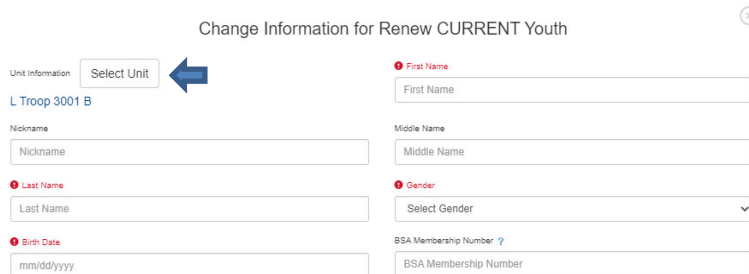 Change Information for Renew CURRENT Youth
Unit Information Select Unit
L Troop 3001 B
First Name
First Name
Nickname
Nickname
Middle Name
Middle Name
Last Name
Last Name
Gender
Select Gender
Birth Date
mm/dd/yyyy
BSA Membership Number ?
BSA Membership Number